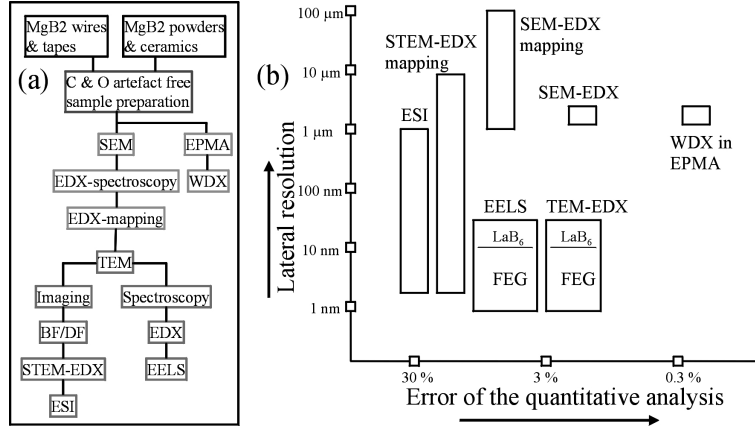 MgB2 wires
& tapes
MgB2 powders
& ceramics
(a)
C & O artefact free
sample preparation
SEM
EPMA
EDX-spectroscopy
WDX
EDX-mapping
TEM
Imaging
Spectroscopy
BF/DF
EDX
STEM-EDX
EELS
ESI
(b)
Lateral resolution
100 µm
10 µm
1 µm
100 nm
10 nm
1 nm
STEM-EDX
mapping
SEM-EDX
mapping
ESI
SEM-EDX
WDX in
EPMA
EELS
TEM-EDX
LaB6
LaB6
FEG
FEG
30 %
3 %
0.3 %
Error of the quantitative analysis